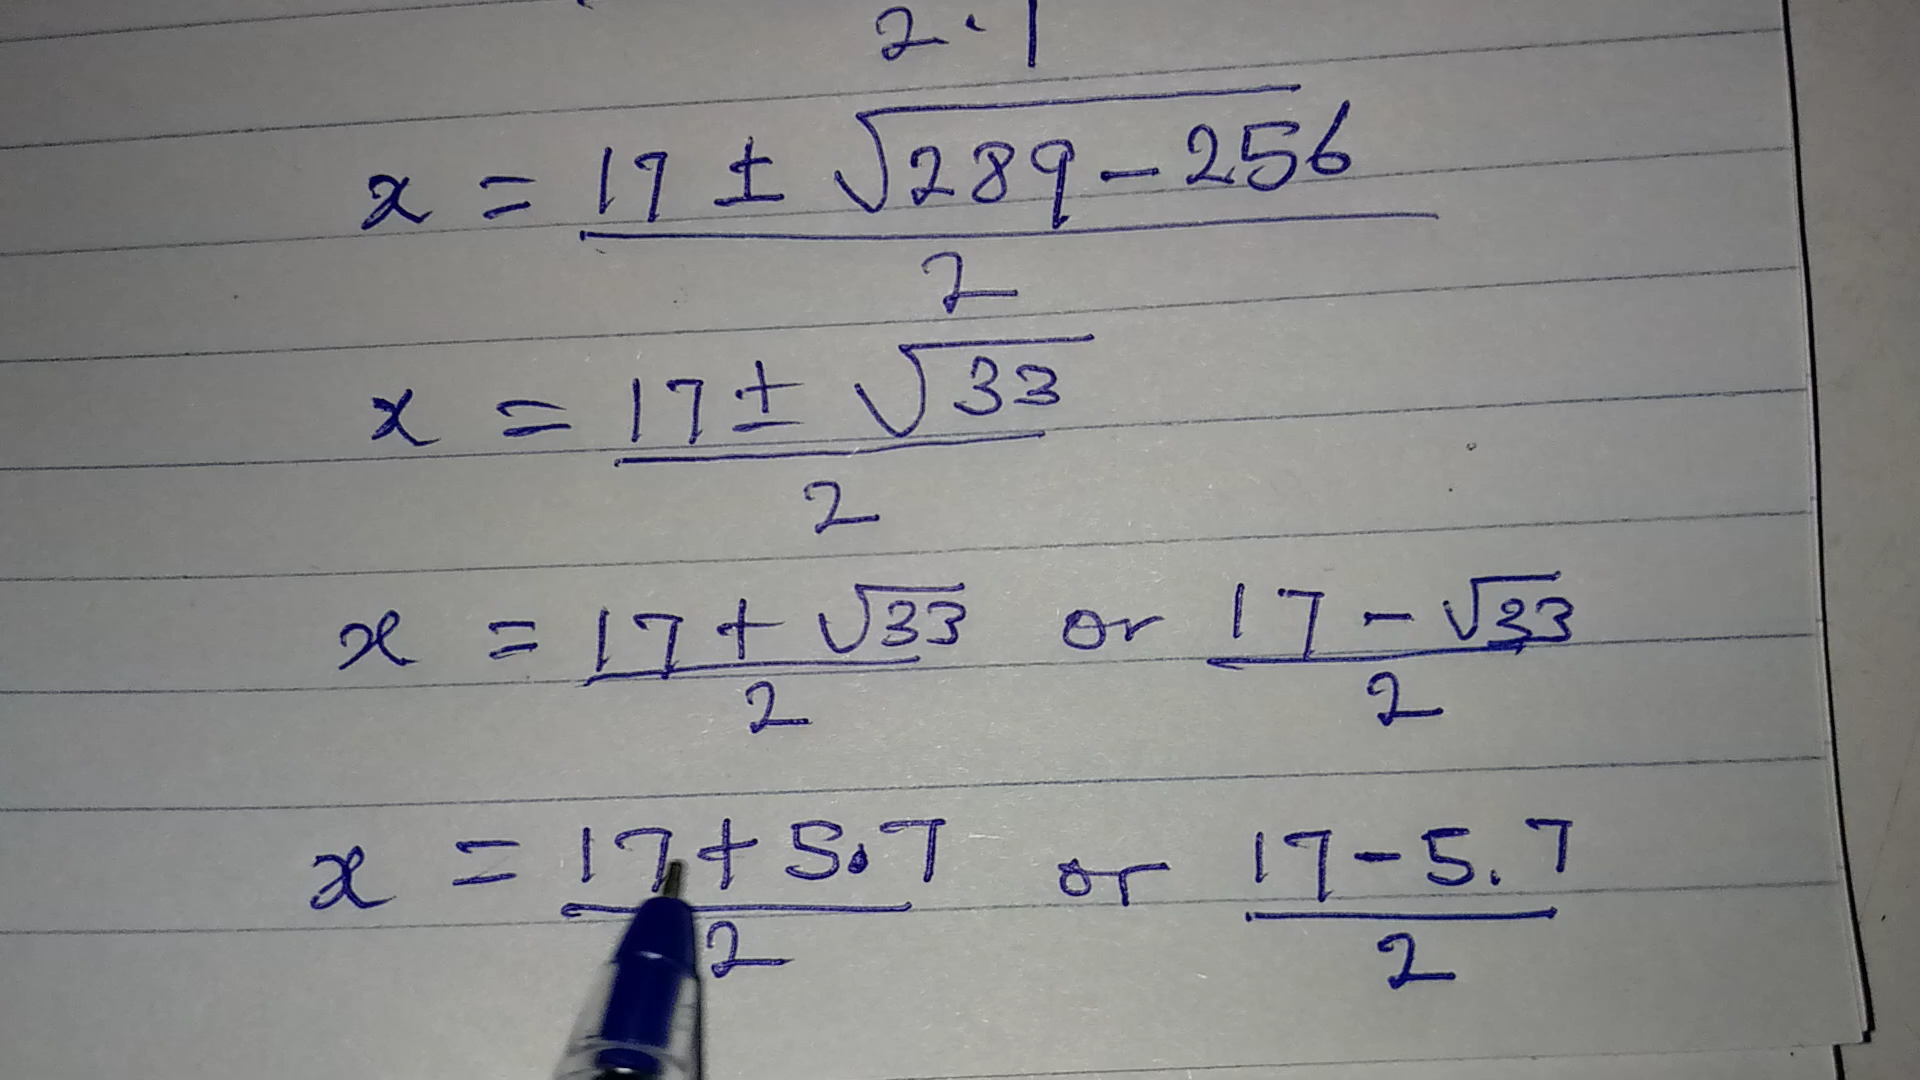 2 · 1
x = 17 ± √289 - 256
2
x = 17 ± √33
2
x = 17 + √33 or 17 - √33
2 2
x = 17 + 5.7 or 17 - 5.7
2 2